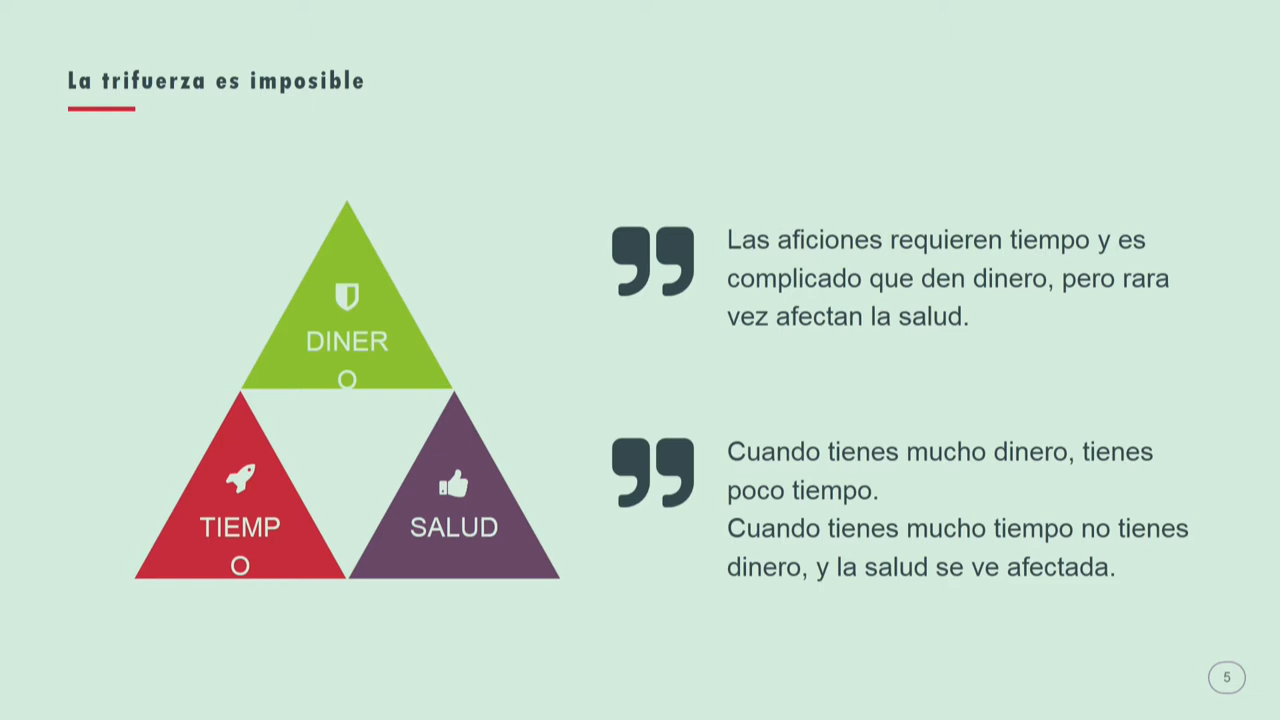 La trifuerza es imposible
DINER
O
TIEMP
O
SALUD
Las aficiones requieren tiempo y es
complicado que den dinero, pero rara
vez afectan la salud.
Cuando tienes mucho dinero, tienes
poco tiempo.
Cuando tienes mucho tiempo no tienes
dinero, y la salud se ve afectada.
5